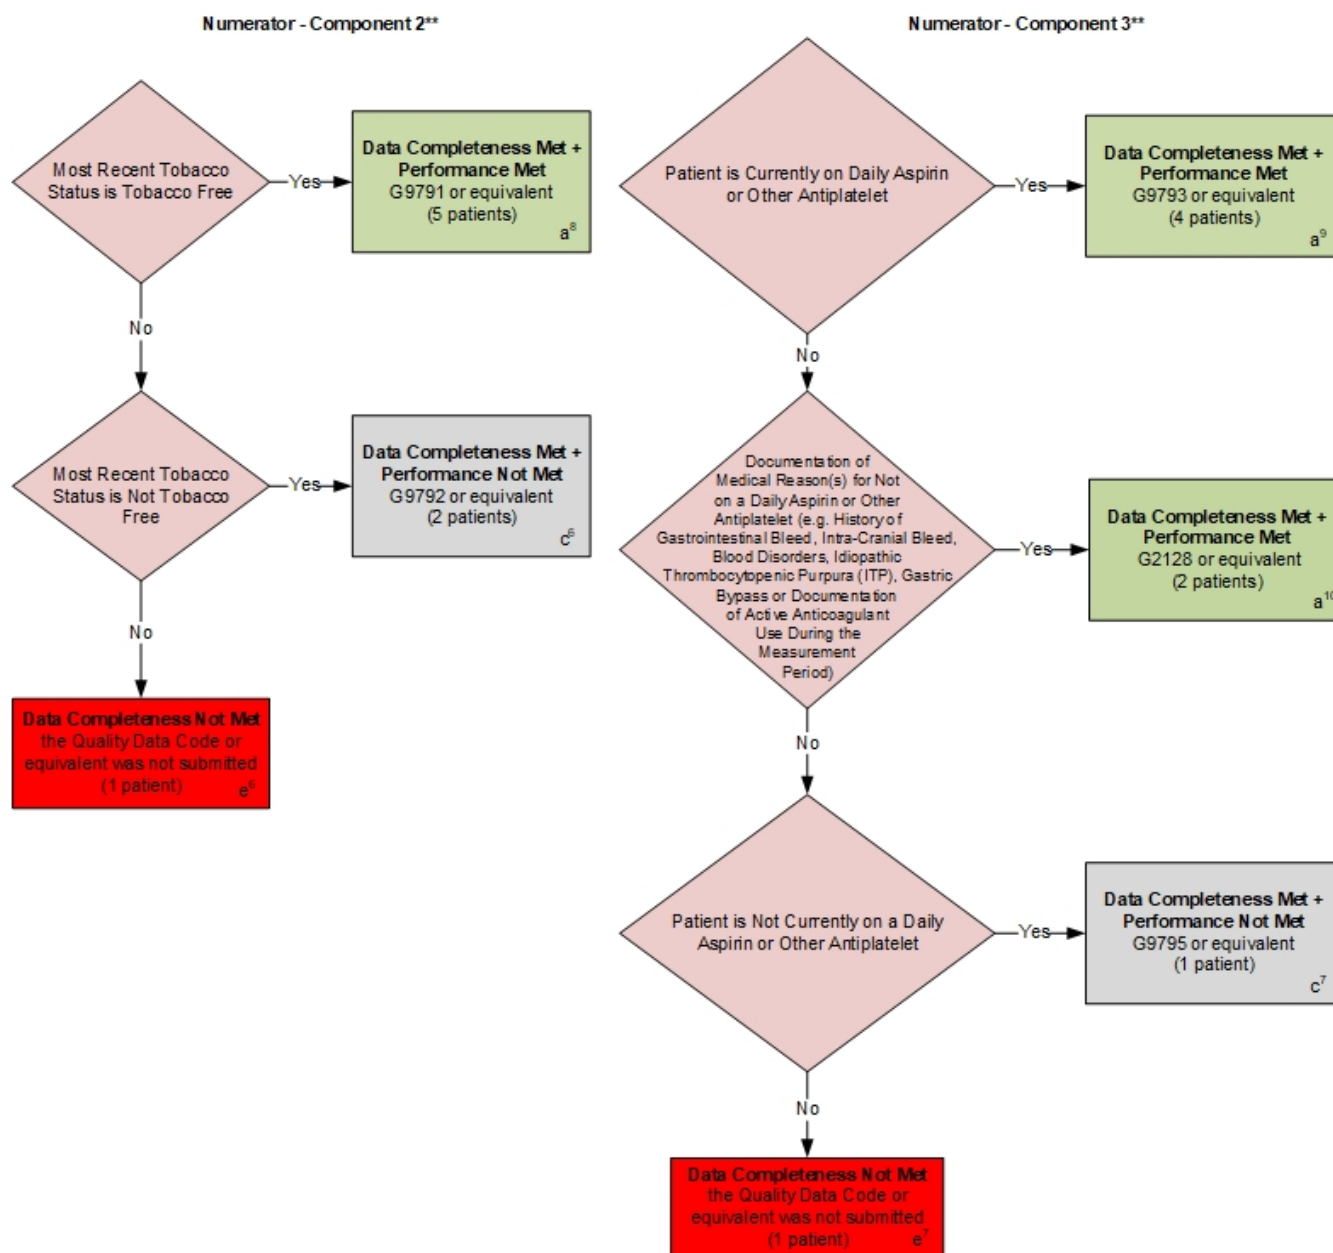 Numerator - Component 2**
Most Recent Tobacco
Status is Tobacco Free
Yes
Data Completeness Met +
Performance Met
G9791 or equivalent
(5 patients)
a⁸
No
Most Recent Tobacco
Status is Not Tobacco
Free
Yes
Data Completeness Met +
Performance Not Met
G9792 or equivalent
(2 patients)
c⁶
No
Data Completeness Not Met
the Quality Data Code or
equivalent was not submitted
(1 patient)
e⁶
Numerator - Component 3**
Patient is Currently on Daily Aspirin
or Other Antiplatelet
Yes
Data Completeness Met +
Performance Met
G9793 or equivalent
(4 patients)
a⁹
No
Documentation of
Medical Reason(s) for Not
on a Daily Aspirin or Other
Antiplatelet (e.g. History of
Gastrointestinal Bleed, Intra-Cranial Bleed,
Blood Disorders, Idiopathic
Thrombocytopenic Purpura (ITP), Gastric
Bypass or Documentation
of Active Anticoagulant
Use During the
Measurement
Period)
Yes
Data Completeness Met +
Performance Met
G2128 or equivalent
(2 patients)
a¹⁰
No
Patient is Not Currently on a Daily
Aspirin or Other Antiplatelet
Yes
Data Completeness Met +
Performance Not Met
G9795 or equivalent
(1 patient)
c⁷
No
Data Completeness Not Met
the Quality Data Code or
equivalent was not submitted
(1 patient)
e⁷